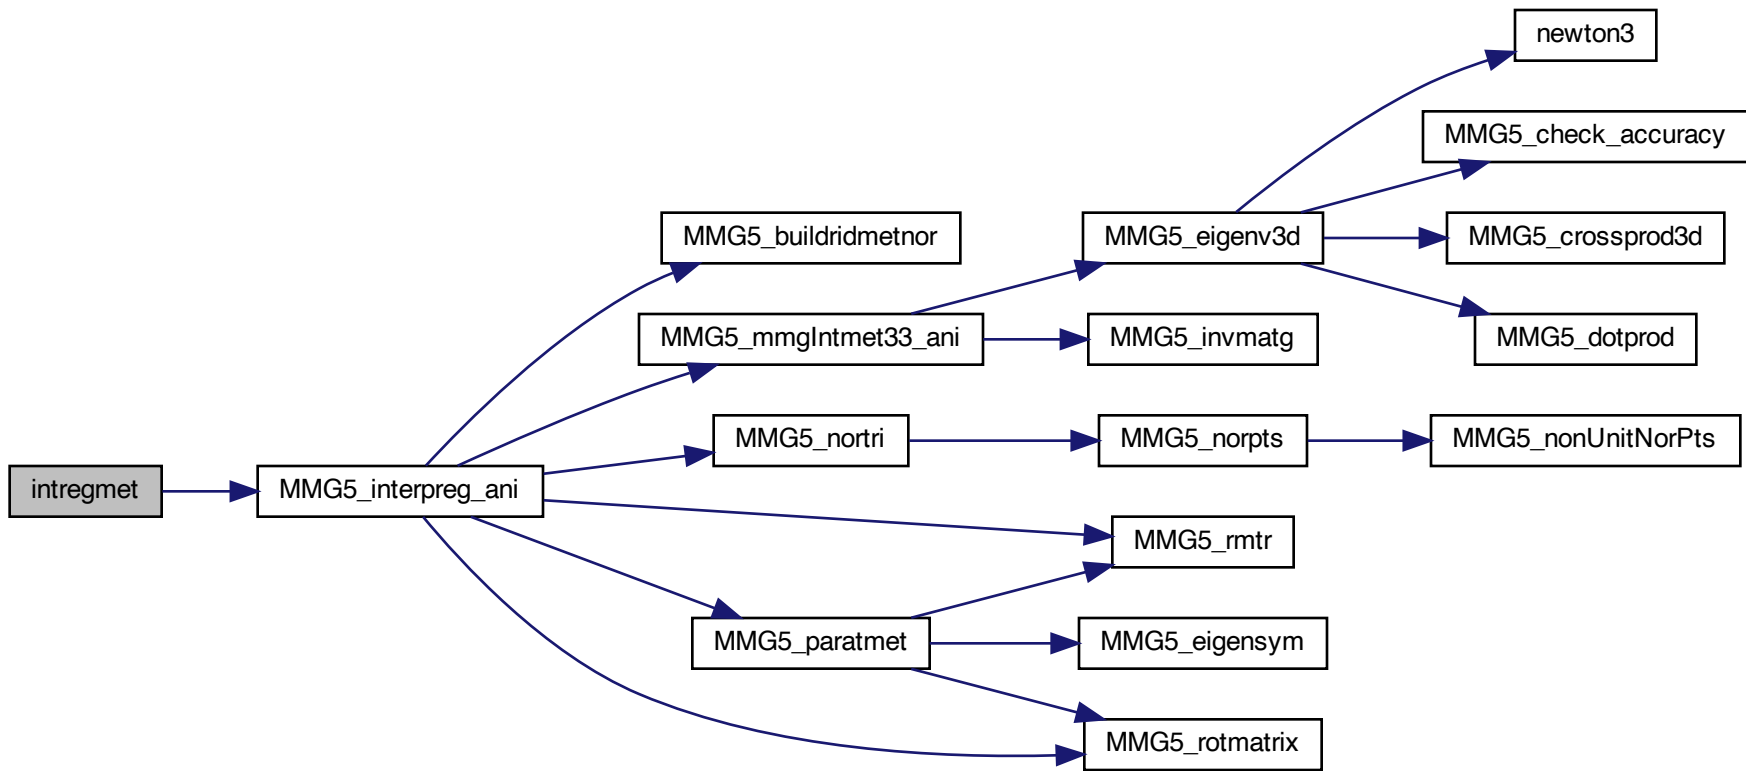 newton3
MMG5_check_accuracy
MMG5_buildridmetnor
MMG5_eigenv3d
MMG5_crossprod3d
MMG5_mmgIntmet33_ani
MMG5_invmatg
MMG5_dotprod
MMG5_nortri
MMG5_norpts
MMG5_nonUnitNorPts
intregmet
MMG5_interpreg_ani
MMG5_rmtr
MMG5_paratmet
MMG5_eigensym
MMG5_rotmatrix